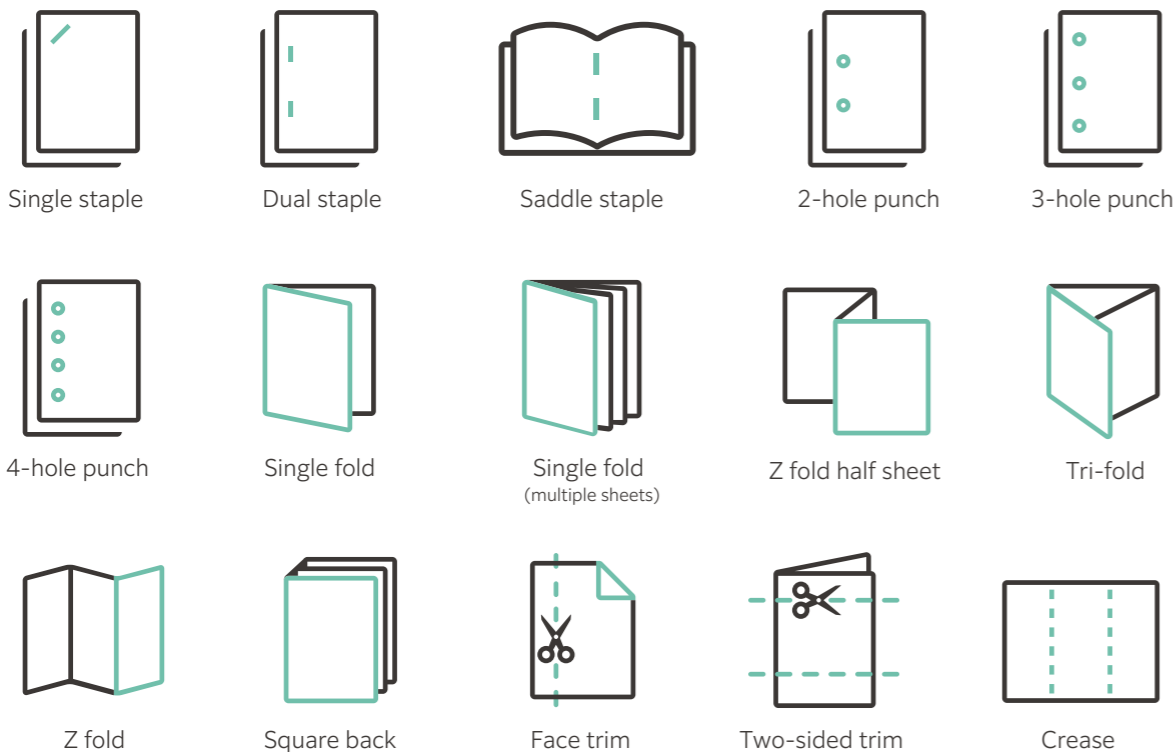 Single staple
Dual staple
Saddle staple
2-hole punch
3-hole punch
4-hole punch
Single fold
Single fold
(multiple sheets)
Z fold half sheet
Tri-fold
Z fold
Square back
Face trim
Two-sided trim
Crease